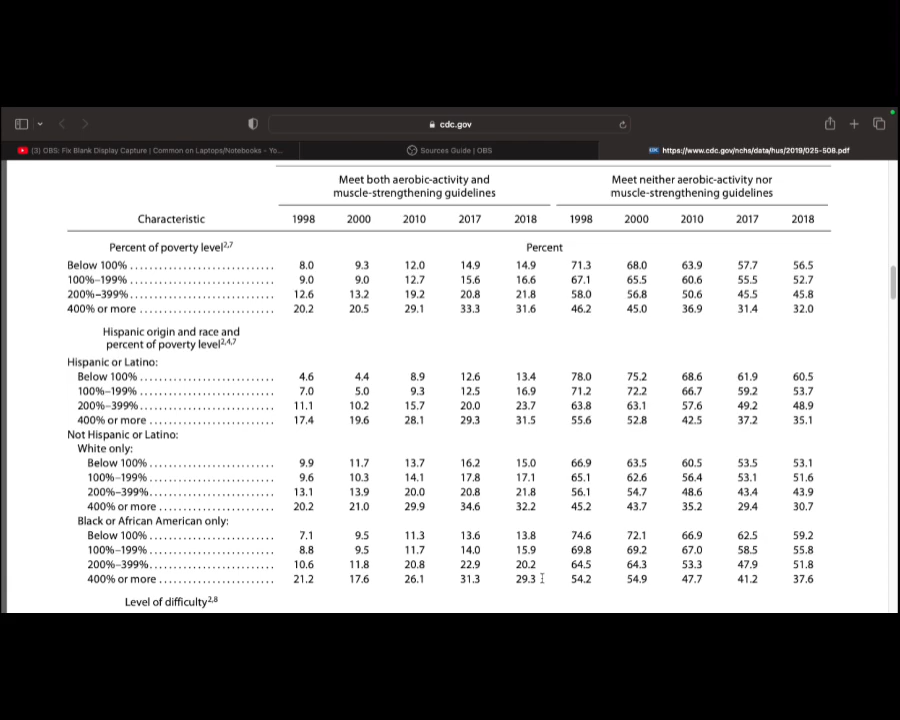 cdc.gov
(3) OBS: Fix Blank Display Capture | Common on Laptops/Notebooks - Yo...
Sources Guide | OBS
https://www.cdc.gov/nchs/data/hus/2019/025-508.pdf
Meet both aerobic-activity and muscle-strengthening guidelines
Meet neither aerobic-activity nor muscle-strengthening guidelines
Characteristic 1998 2000 2010 2017 2018 1998 2000 2010 2017 2018
Percent of poverty level2,7 Percent
Below 100% 8.0 9.3 12.0 14.9 14.9 71.3 68.0 63.9 57.7 56.5
100%–199% 9.0 9.0 12.7 15.6 16.6 67.1 65.5 60.6 55.5 52.7
200%–399% 12.6 13.2 19.2 20.8 21.8 58.0 56.8 50.6 45.5 45.8
400% or more 20.2 20.5 29.1 33.3 31.6 46.2 45.0 36.9 31.4 32.0
Hispanic origin and race and
percent of poverty level2,4,7
Hispanic or Latino:
Below 100% 4.6 4.4 8.9 12.6 13.4 78.0 75.2 68.6 61.9 60.5
100%–199% 7.0 5.0 9.3 12.5 16.9 71.2 72.2 66.7 59.2 53.7
200%–399% 11.1 10.2 15.7 20.0 23.7 63.8 63.1 57.6 49.2 48.9
400% or more 17.4 19.6 28.1 29.3 31.5 55.6 52.8 42.5 37.2 35.1
Not Hispanic or Latino:
White only:
Below 100% 9.9 11.7 13.7 16.2 15.0 66.9 63.5 60.5 53.5 53.1
100%–199% 9.6 10.3 14.1 17.8 17.1 65.1 62.6 56.4 53.1 51.6
200%–399% 13.1 13.9 20.0 20.8 21.8 56.1 54.7 48.6 43.4 43.9
400% or more 20.2 21.0 29.9 34.6 32.2 45.2 43.7 35.2 29.4 30.7
Black or African American only:
Below 100% 7.1 9.5 11.3 13.6 13.8 74.6 72.1 66.9 62.5 59.2
100%–199% 8.8 9.5 11.7 14.0 15.9 69.8 69.2 67.0 58.5 55.8
200%–399% 10.6 11.8 20.8 22.9 20.2 64.5 64.3 53.3 47.9 51.8
400% or more 21.2 17.6 26.1 31.3 29.3 54.2 54.9 47.7 41.2 37.6
Level of difficulty2,8